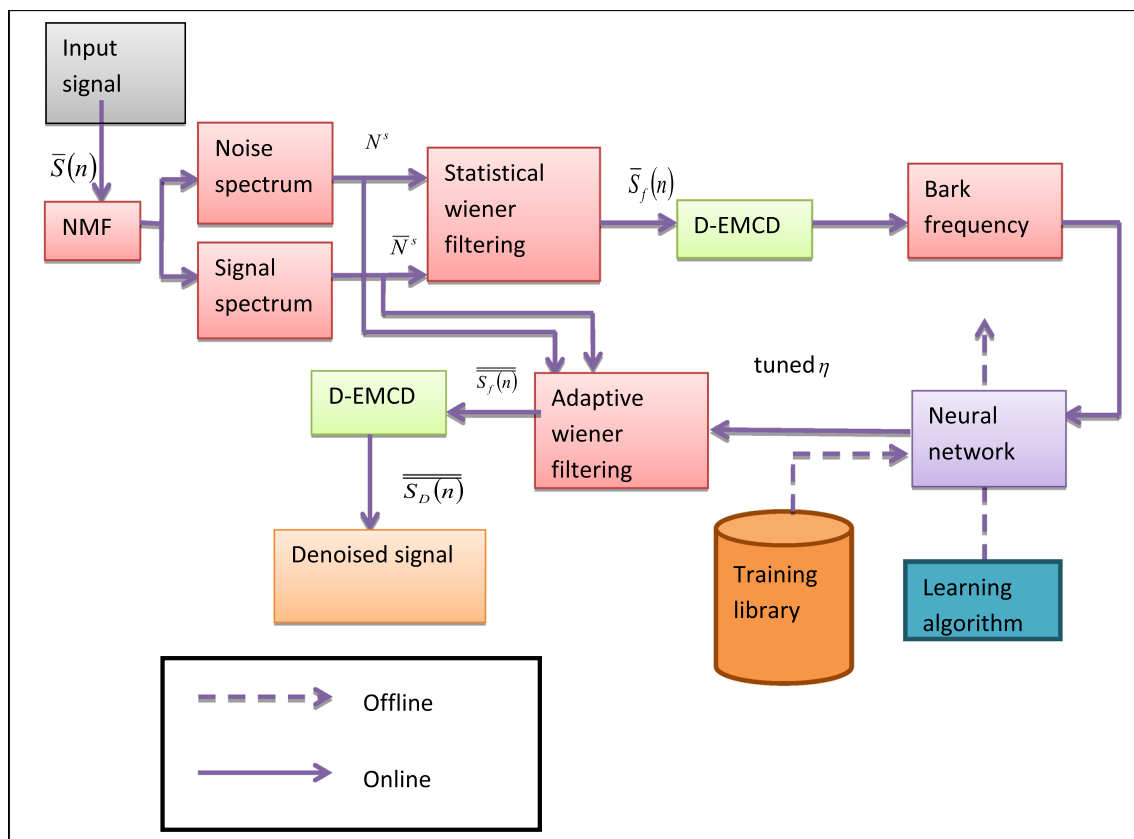 Input
signal
S̅(n)
NMF
Noise
spectrum
Signal
spectrum
Nˢ
N̅ˢ
Statistical
wiener
filtering
S̅_f(n)
D-EMCD
Bark
frequency
tuned η
Neural
network
Adaptive
wiener
filtering
S_f(n)
D-EMCD
S_D(n)
Denoised signal
Training
library
Learning
algorithm
Offline
Online